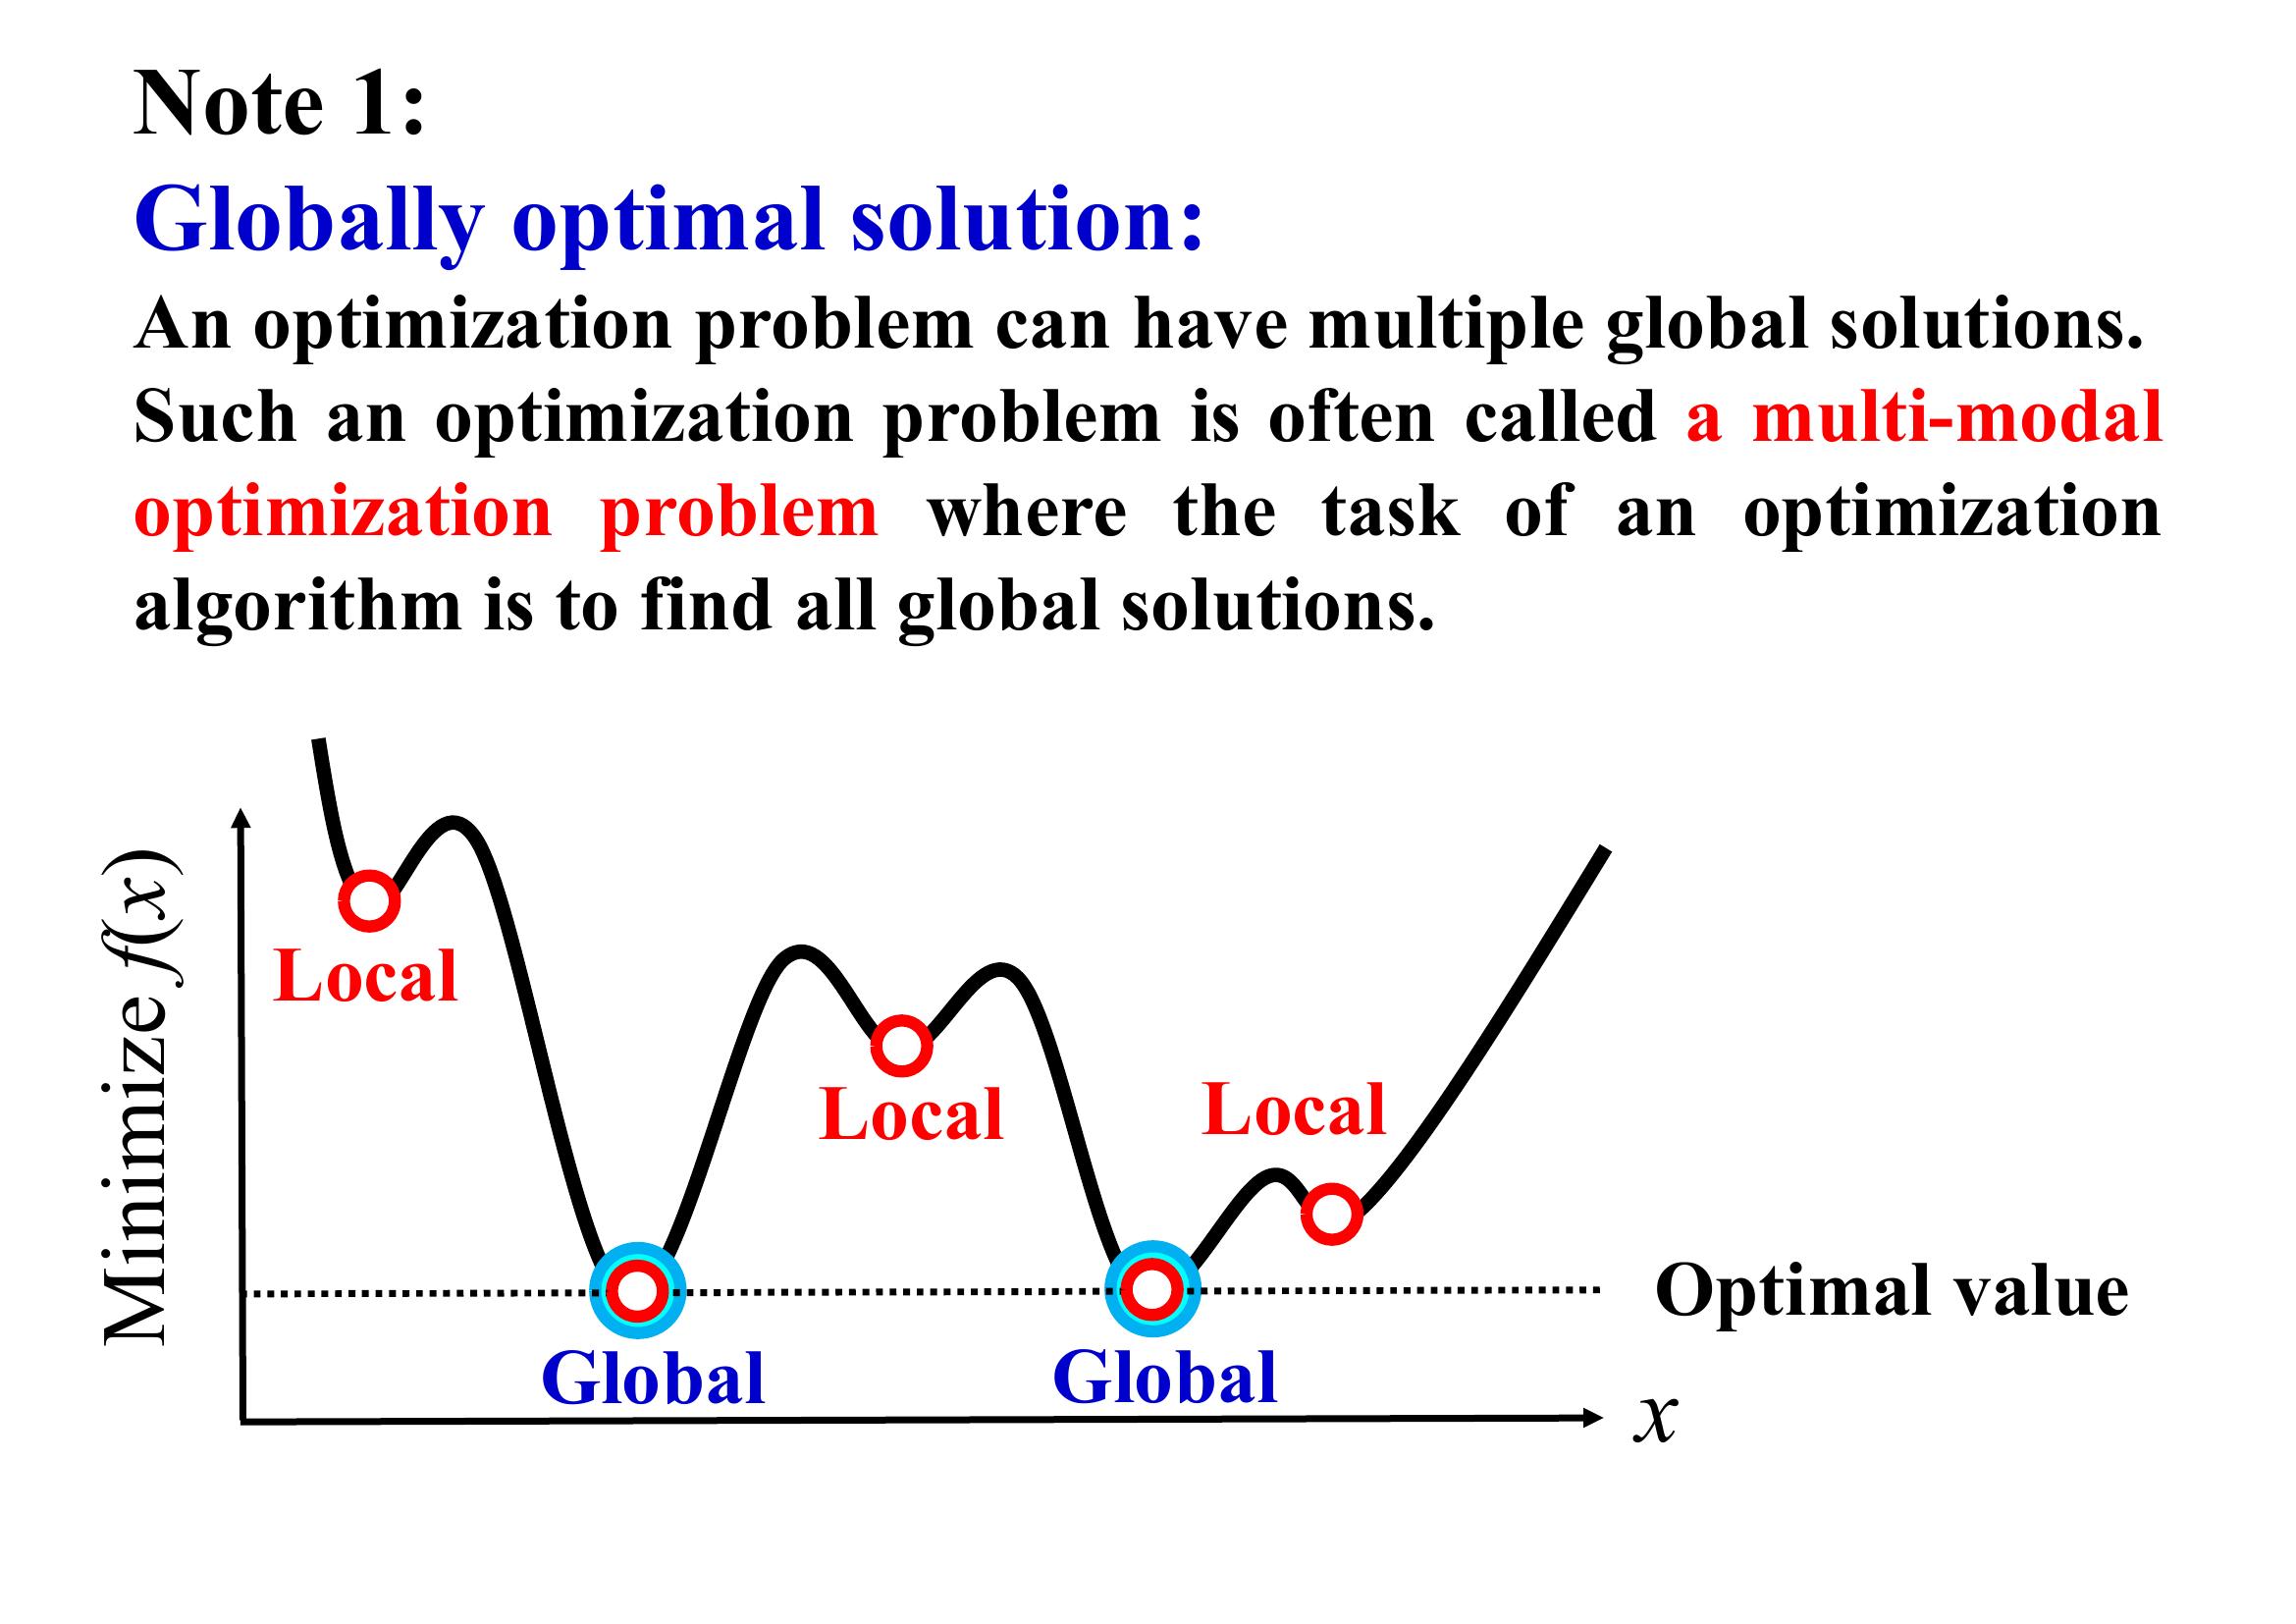 Note 1:
Globally optimal solution:
An optimization problem can have multiple global solutions.
Such an optimization problem is often called a multi-modal
optimization problem where the task of an optimization
algorithm is to find all global solutions.
Minimize f(x)
Local
Local
Local
Optimal value
Global
Global
x